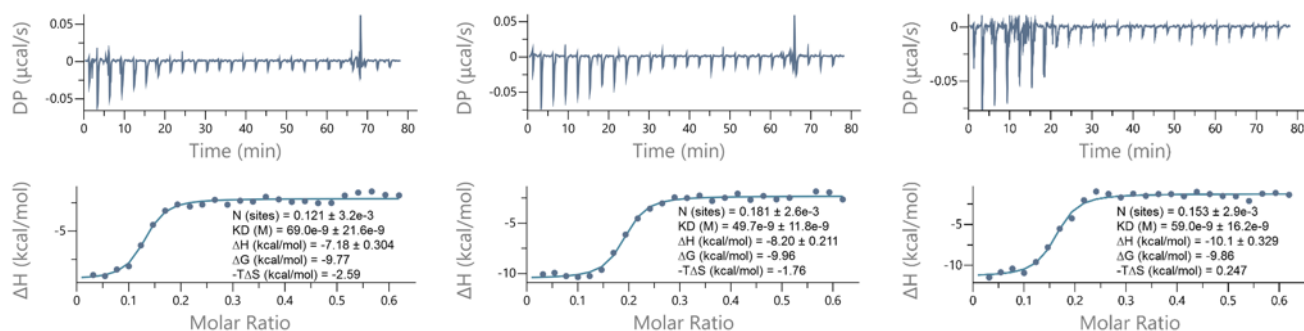 DP (µcal/s)
0.05
0
-0.05
0 10 20 30 40 50 60 70 80
Time (min)
ΔH (kcal/mol)
-5
N (sites) = 0.121 ± 3.2e-3
KD (M) = 69.0e-9 ± 21.6e-9
ΔH (kcal/mol) = -7.18 ± 0.304
ΔG (kcal/mol) = -9.77
-TΔS (kcal/mol) = -2.59
0 0.1 0.2 0.3 0.4 0.5 0.6
Molar Ratio
DP (µcal/s)
0.05
0
-0.05
0 10 20 30 40 50 60 70 80
Time (min)
ΔH (kcal/mol)
-5
-10
N (sites) = 0.181 ± 2.6e-3
KD (M) = 49.7e-9 ± 11.8e-9
ΔH (kcal/mol) = -8.20 ± 0.211
ΔG (kcal/mol) = -9.96
-TΔS (kcal/mol) = -1.76
0 0.1 0.2 0.3 0.4 0.5 0.6
Molar Ratio
DP (µcal/s)
0
-0.05
0 10 20 30 40 50 60 70 80
Time (min)
ΔH (kcal/mol)
-5
-10
N (sites) = 0.153 ± 2.9e-3
KD (M) = 59.0e-9 ± 16.2e-9
ΔH (kcal/mol) = -10.1 ± 0.329
ΔG (kcal/mol) = -9.86
-TΔS (kcal/mol) = 0.247
0 0.1 0.2 0.3 0.4 0.5 0.6
Molar Ratio